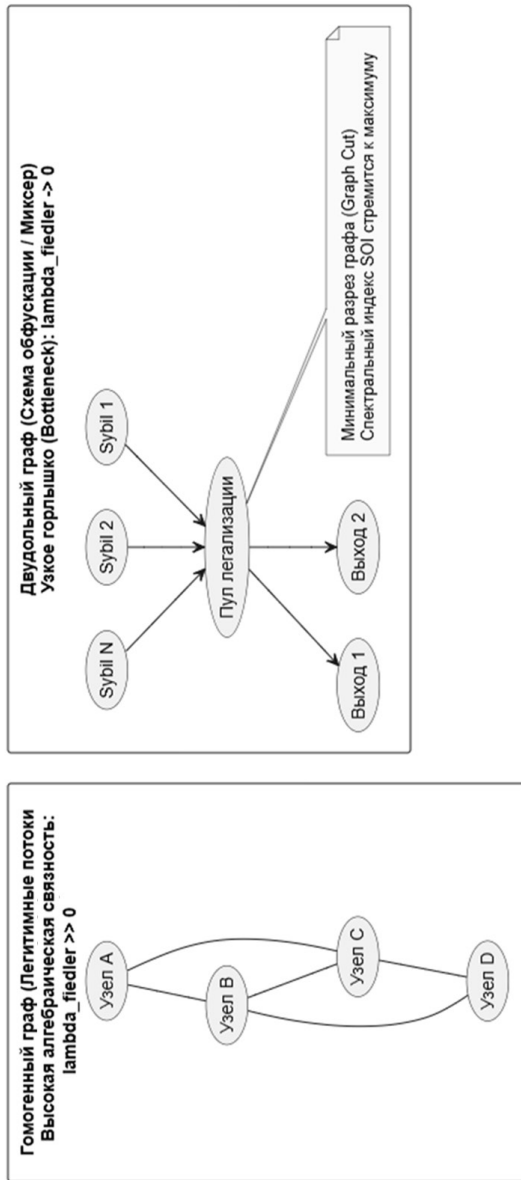 Гомогенный граф (Легитимные потоки
Высокая алгебраическая связность:
lambda_fiedler >> 0
Узел A
Узел B
Узел C
Узел D
Двудольный граф (Схема обфускации / Миксер)
Узкое горлышко (Bottleneck): lambda_fiedler -> 0
Sybil N
Sybil 2
Sybil 1
Пул легализации
Выход 1
Выход 2
Минимальный разрез графа (Graph Cut)
Спектральный индекс SOI стремится к максимуму